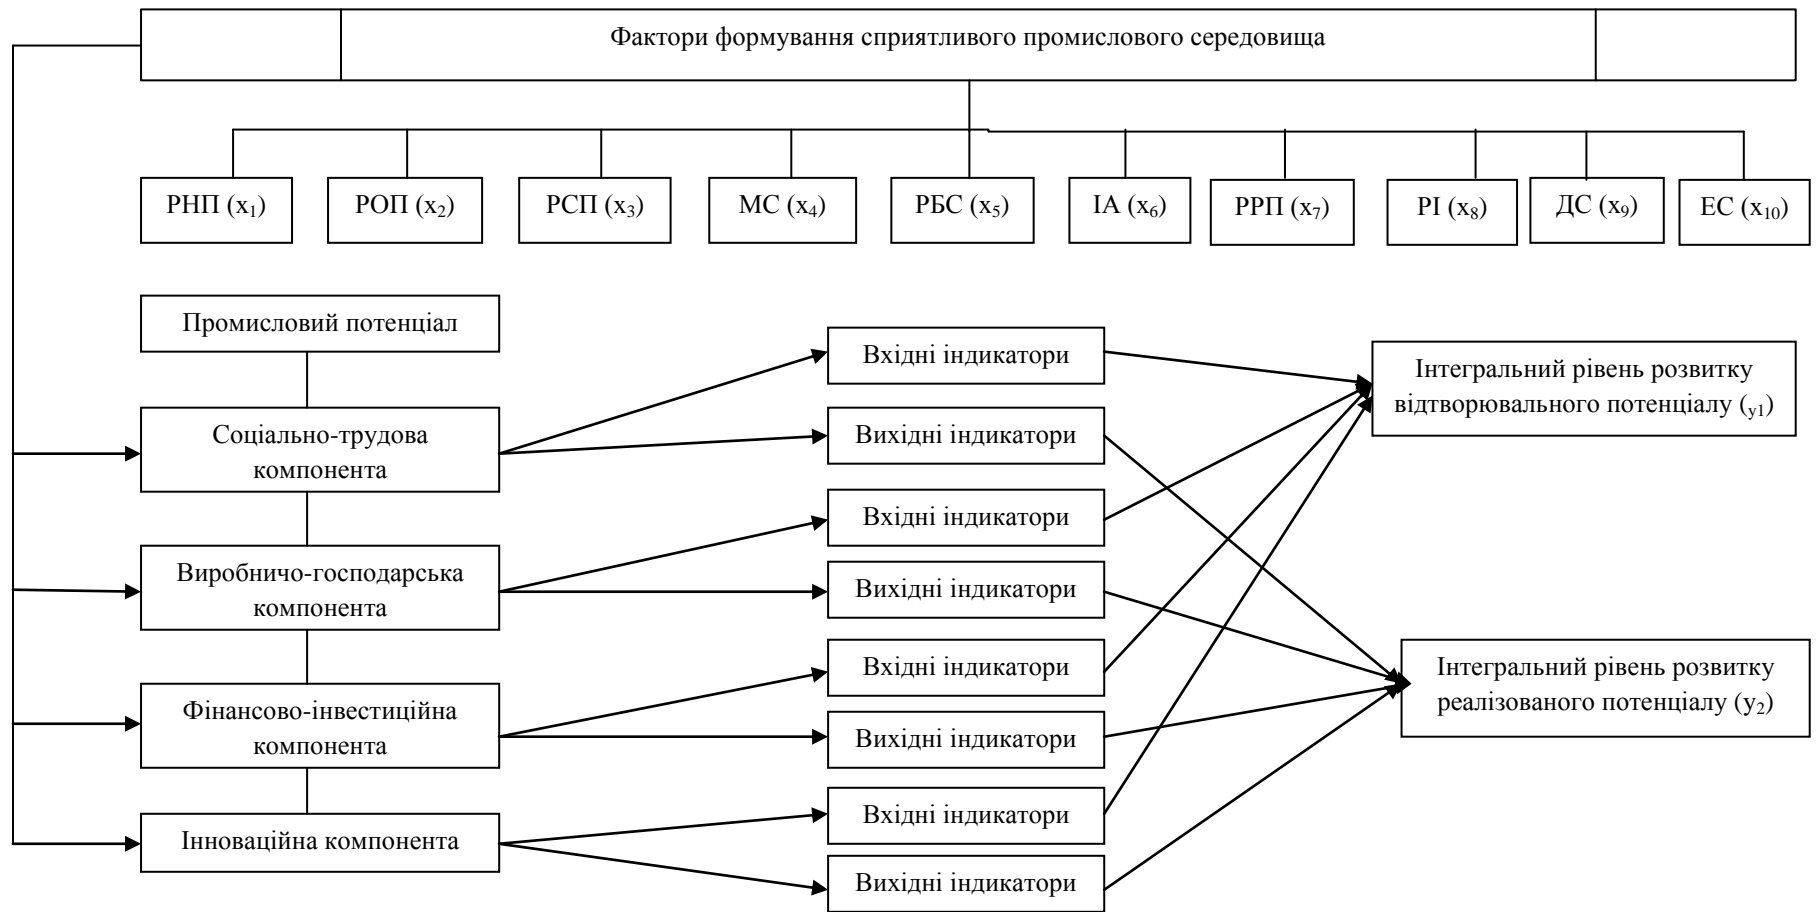 Фактори формування сприятливого промислового середовища
РНП (x₁)
РОП (x₂)
РСП (x₃)
МС (x₄)
РБС (x₅)
ІА (x₆)
РРП (x₇)
РІ (x₈)
ДС (x₉)
ЕС (x₁₀)
Промисловий потенціал
Соціально-трудова
компонента
Виробничо-господарська
компонента
Фінансово-інвестиційна
компонента
Інноваційна компонента
Вхідні індикатори
Вихідні індикатори
Вхідні індикатори
Вихідні індикатори
Вхідні індикатори
Вихідні індикатори
Вхідні індикатори
Вихідні індикатори
Інтегральний рівень розвитку
відтворювального потенціалу (y1)
Інтегральний рівень розвитку
реалізованого потенціалу (y₂)